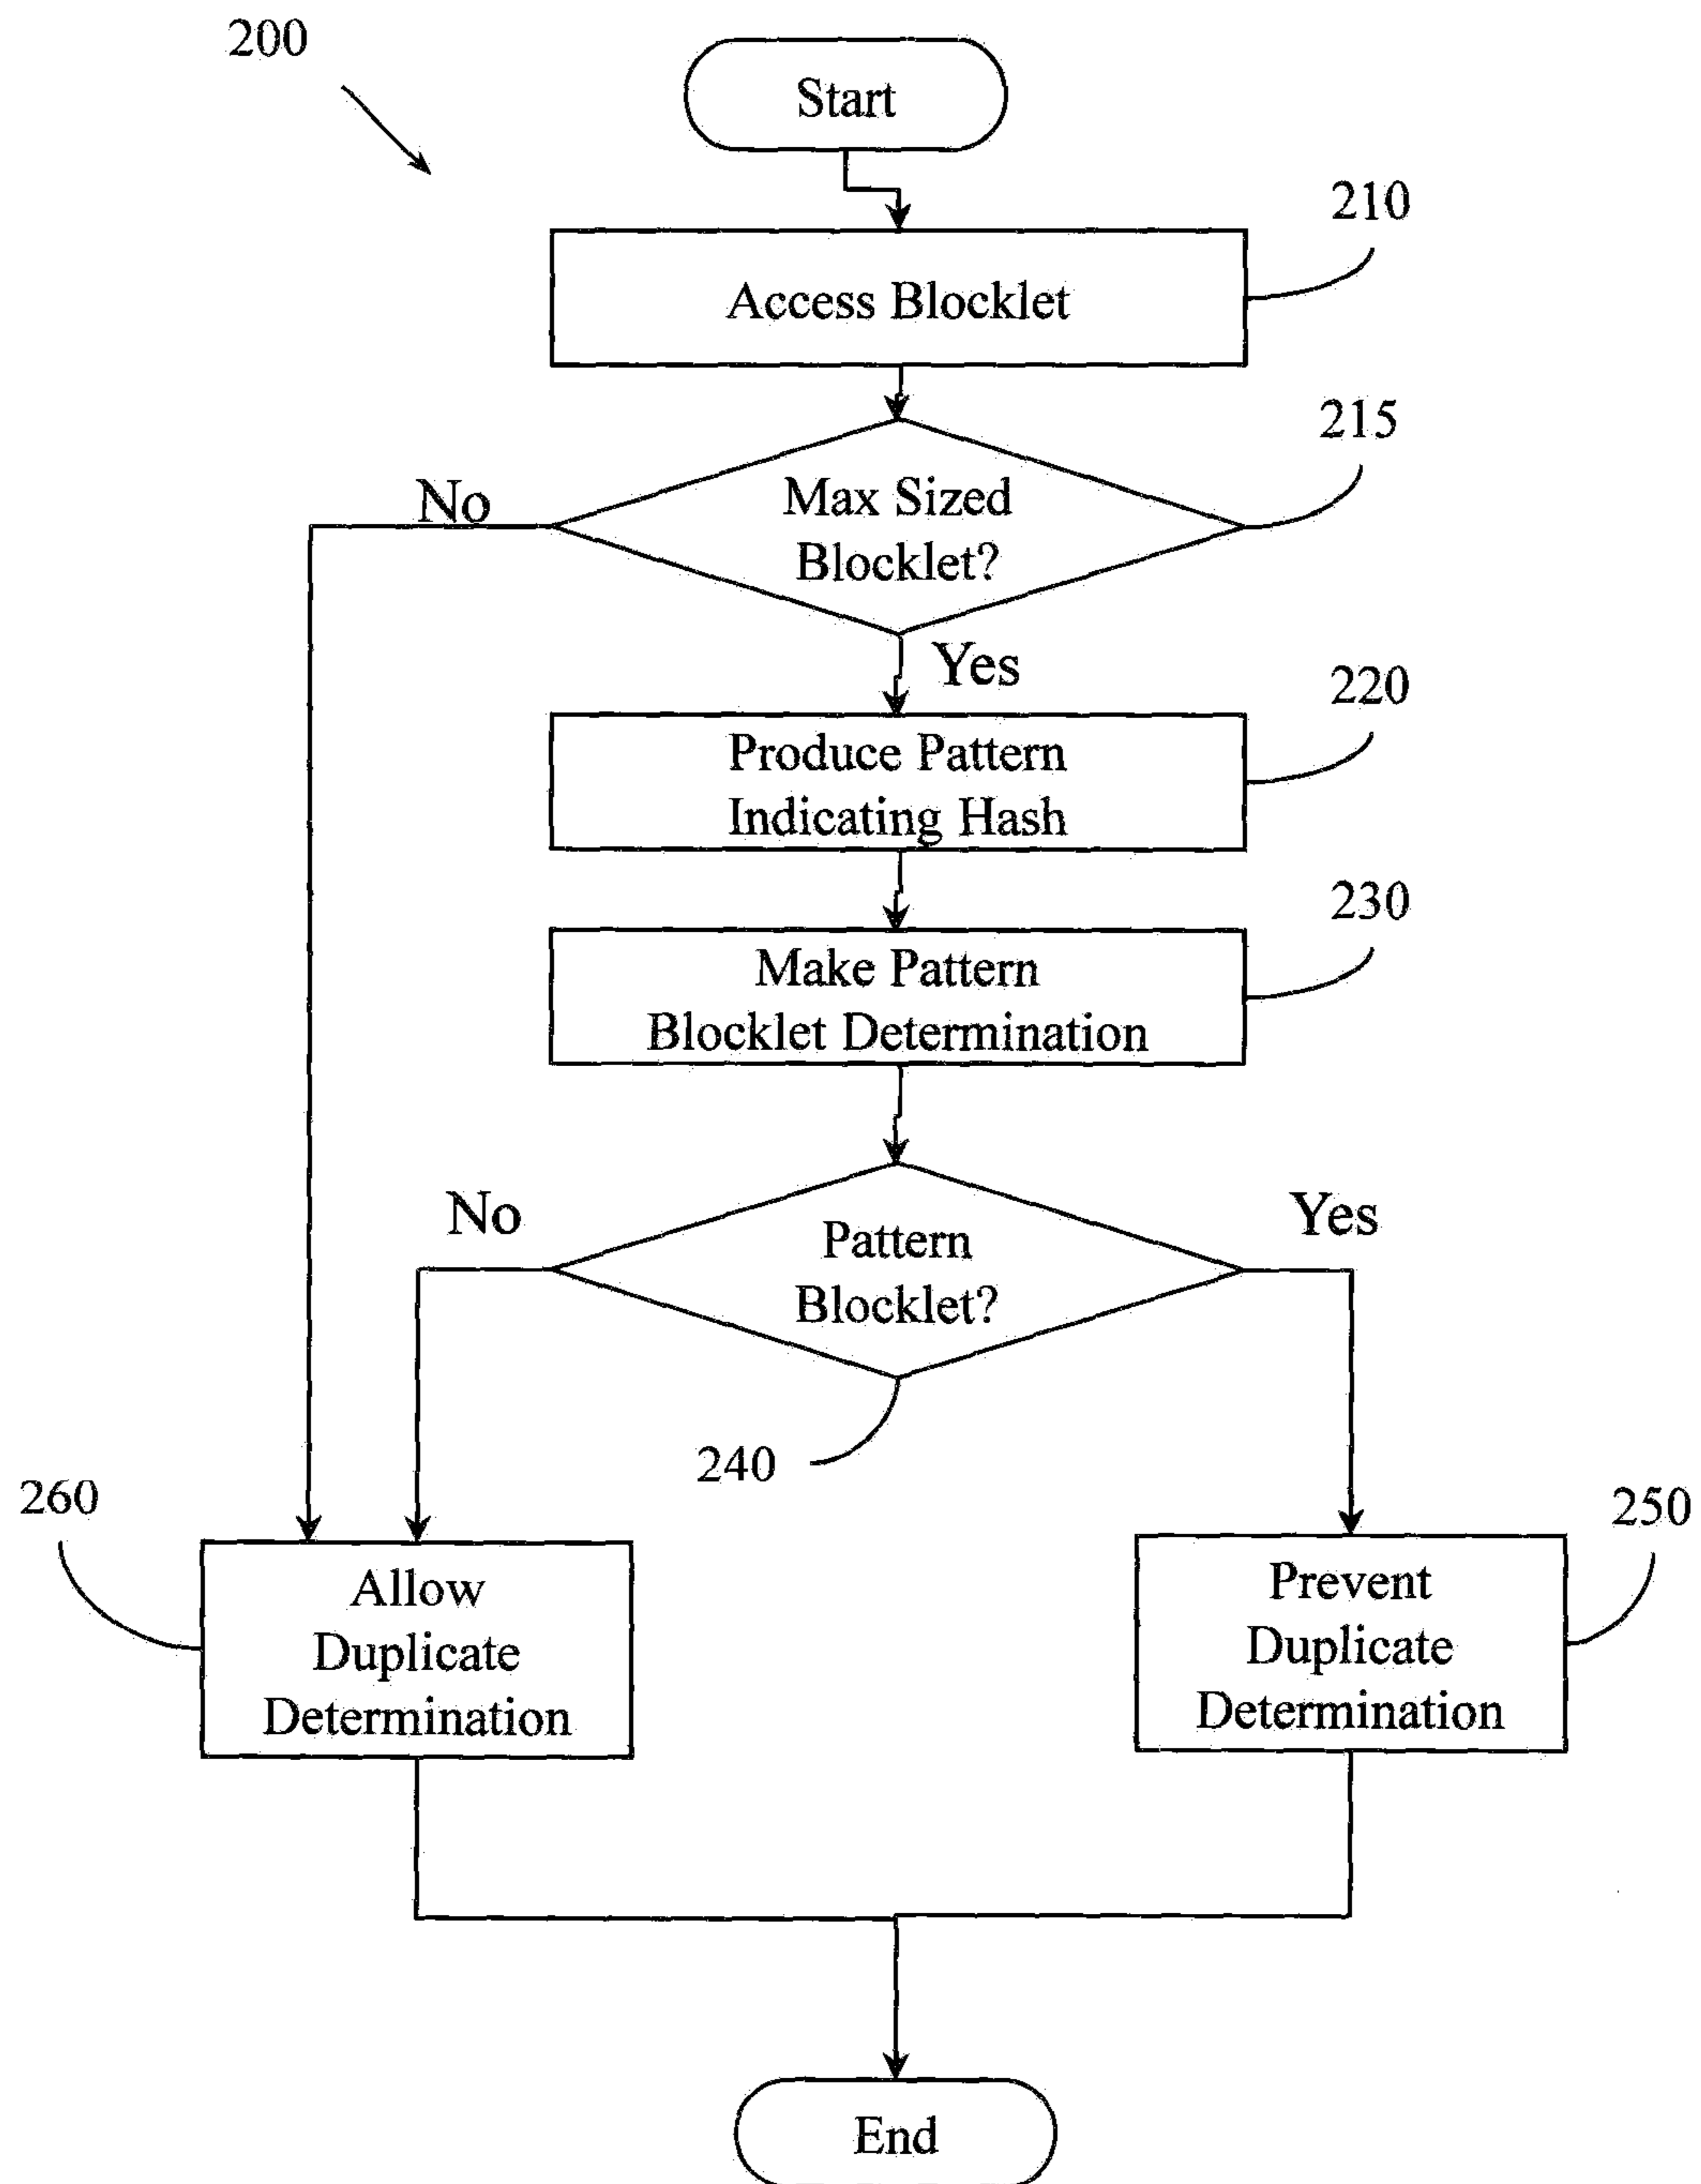 200
Start
210
Access Blocklet
215
No
Max Sized
Blocklet?
Yes
220
Produce Pattern
Indicating Hash
230
Make Pattern
Blocklet Determination
No
Yes
Pattern
Blocklet?
240
260
250
Allow
Duplicate
Determination
Prevent
Duplicate
Determination
End